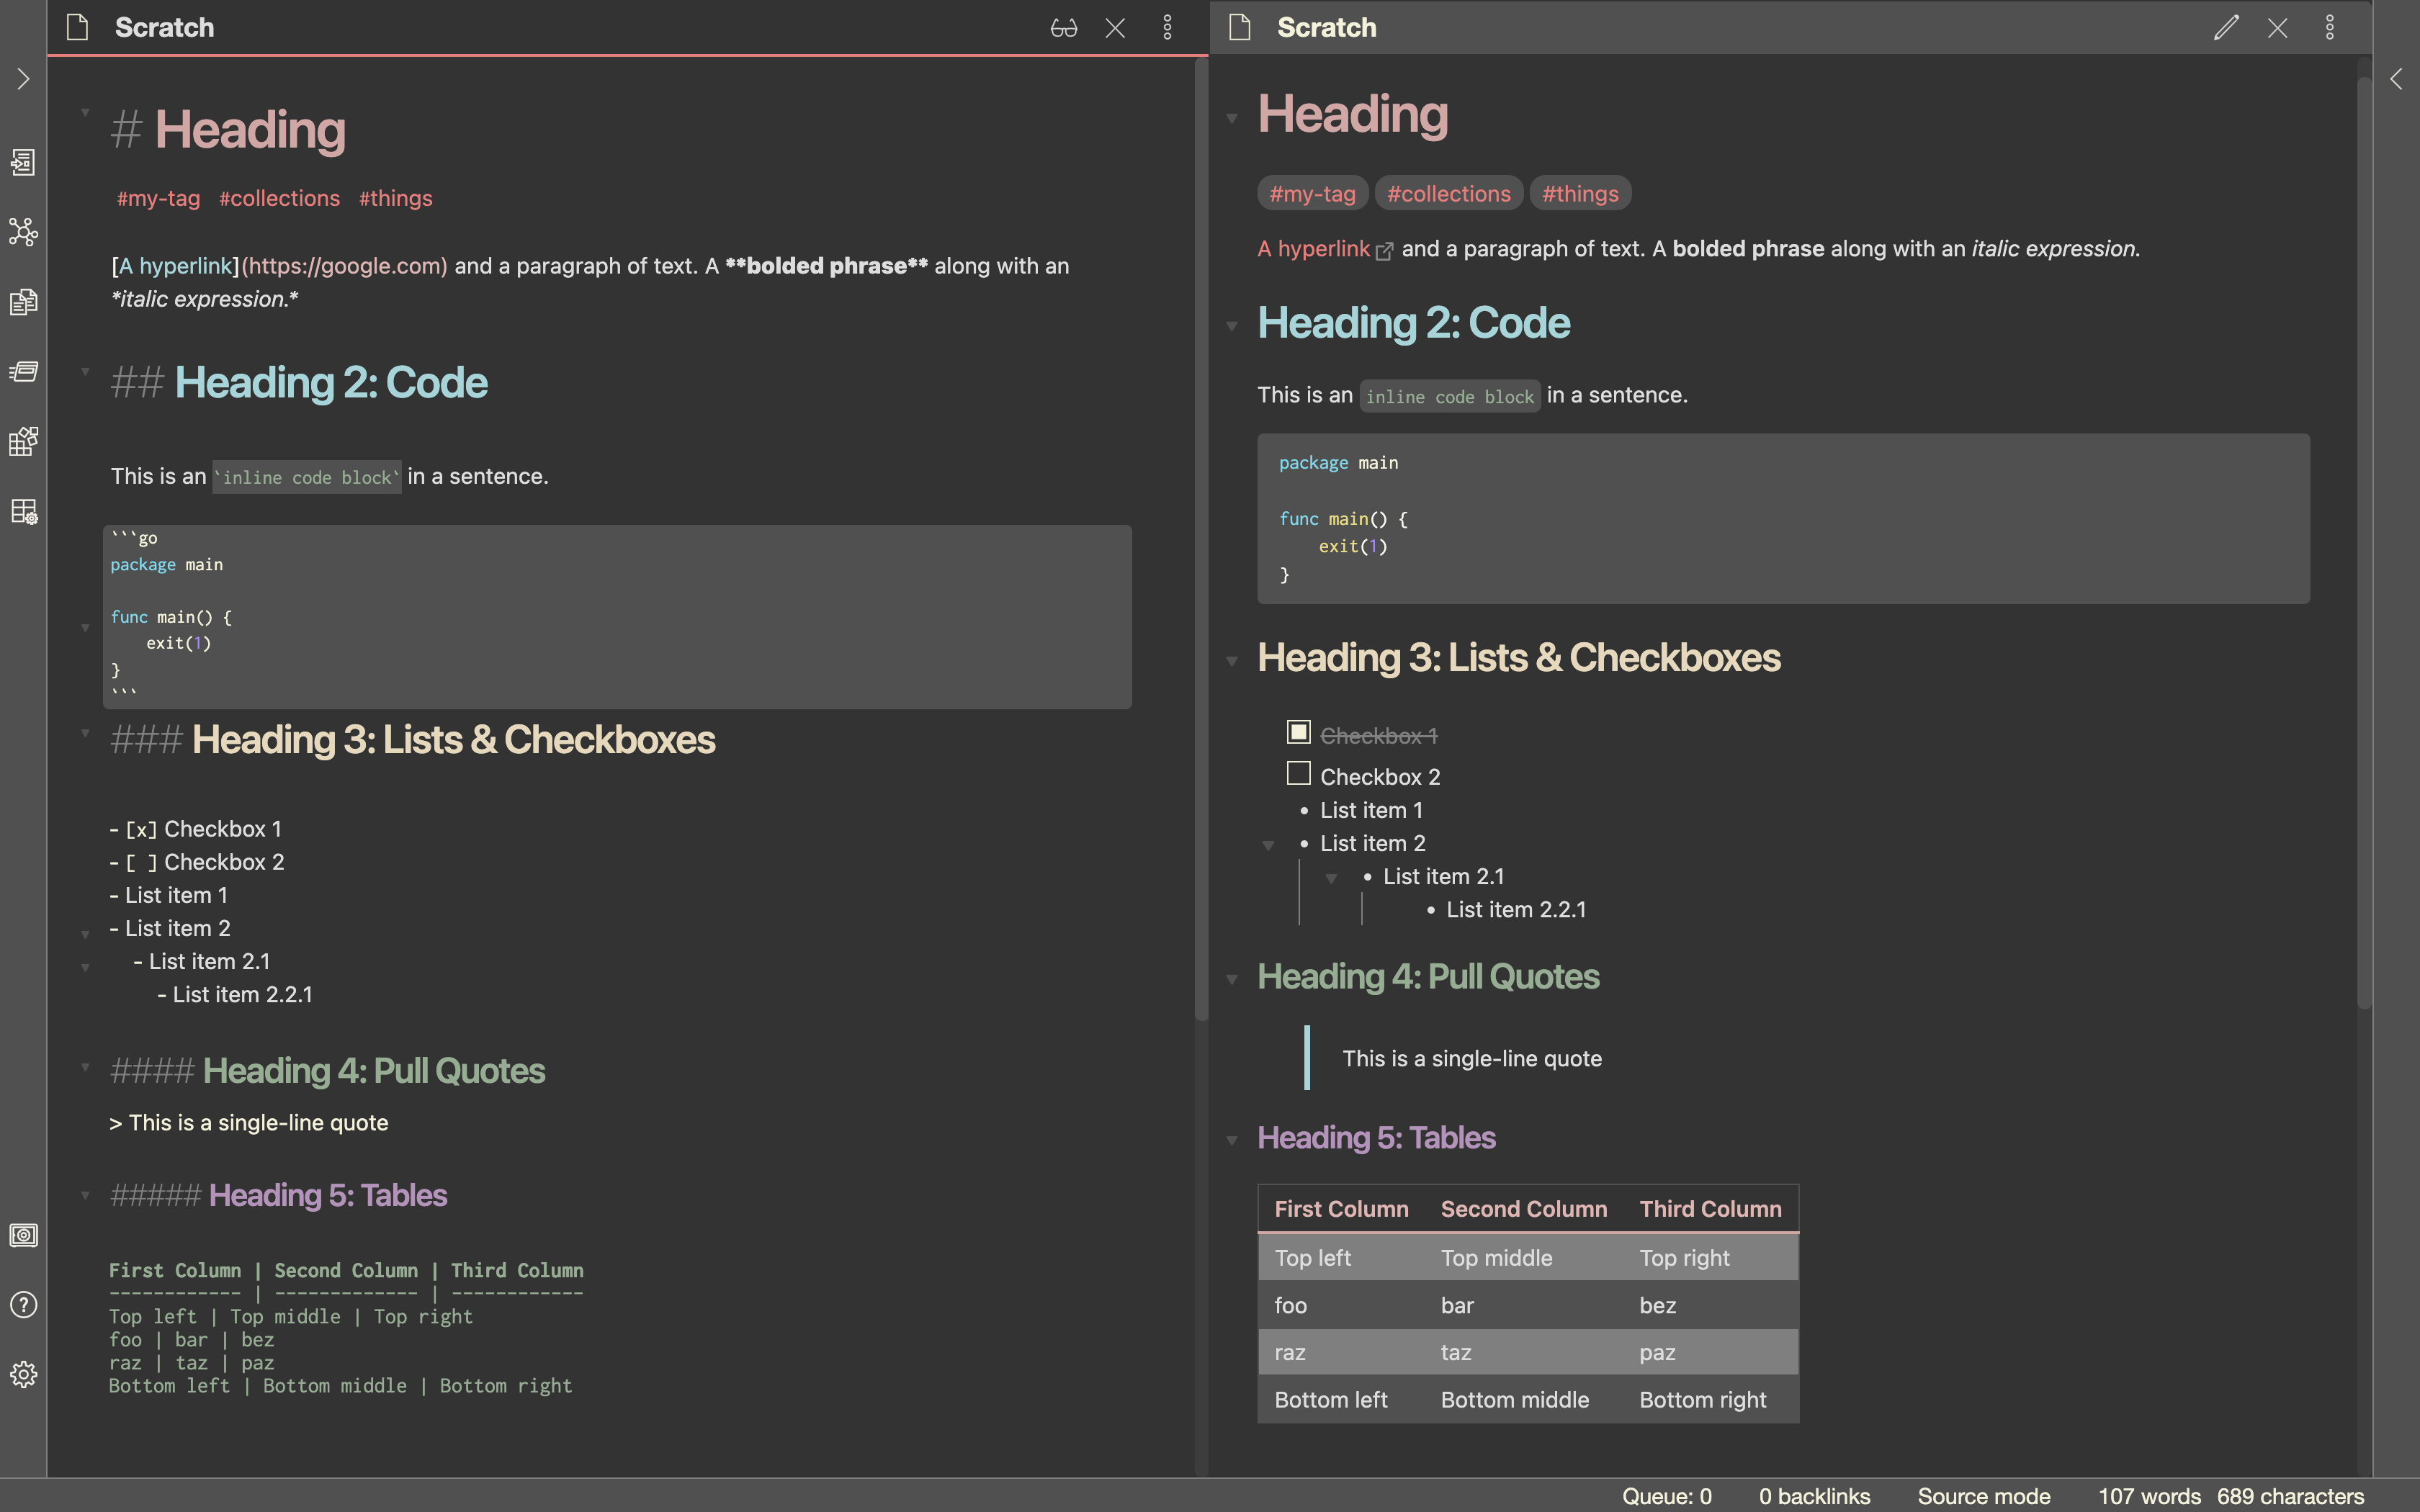 Scratch
# Heading
#my-tag #collections #things
[A hyperlink](https://google.com) and a paragraph of text. A **bolded phrase** along with an
*italic expression.*
## Heading 2: Code
This is an `inline code block` in a sentence.
```go
package main
func main() {
    exit(1)
}
```
### Heading 3: Lists & Checkboxes
- [x] Checkbox 1
- [ ] Checkbox 2
- List item 1
- List item 2
    - List item 2.1
        - List item 2.2.1
#### Heading 4: Pull Quotes
> This is a single-line quote
##### Heading 5: Tables
First Column | Second Column | Third Column
------------ | ------------- | ------------
Top left | Top middle | Top right
foo | bar | bez
raz | taz | paz
Bottom left | Bottom middle | Bottom right
Scratch
Heading
#my-tag #collections #things
A hyperlink and a paragraph of text. A bolded phrase along with an italic expression.
Heading 2: Code
This is an inline code block in a sentence.
package main
func main() {
    exit(1)
}
Heading 3: Lists & Checkboxes
Checkbox 1
Checkbox 2
• List item 1
• List item 2
• List item 2.1
• List item 2.2.1
Heading 4: Pull Quotes
This is a single-line quote
Heading 5: Tables
First Column Second Column Third Column
Top left Top middle Top right
foo bar bez
raz taz paz
Bottom left Bottom middle Bottom right
Queue: 0 0 backlinks Source mode 107 words 689 characters